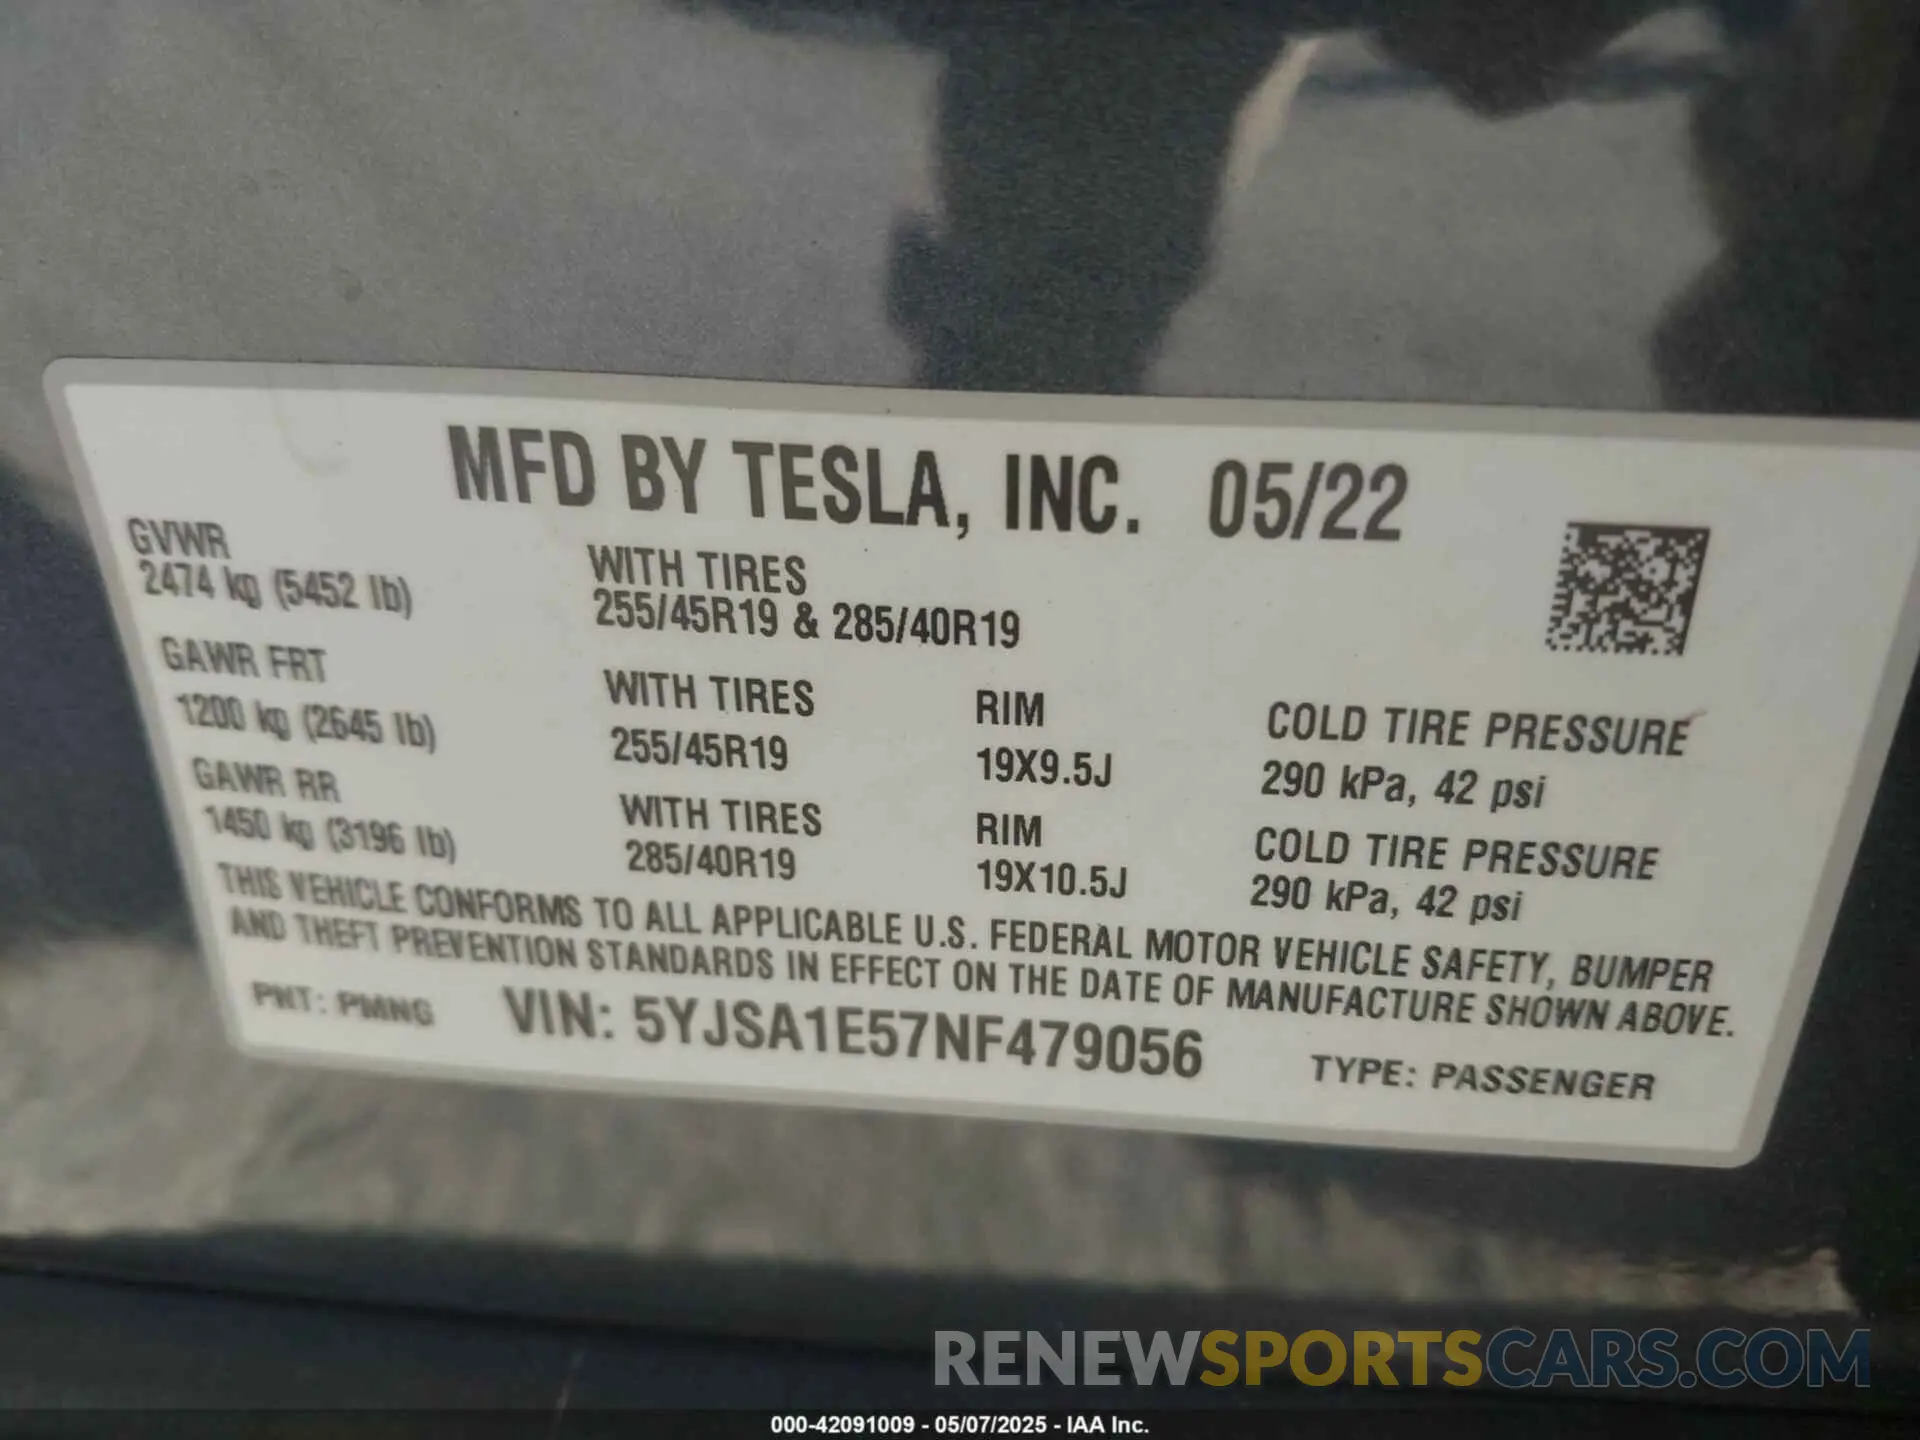 MFD BY TESLA, INC. 05/22
GVWR WITH TIRES
2474 kg (5452 lb) 255/45R19 & 285/40R19
GAWR FRT WITH TIRES RIM COLD TIRE PRESSURE
1200 kg (2645 lb) 255/45R19 19X9.5J 290 kPa, 42 psi
GAWR RR WITH TIRES RIM COLD TIRE PRESSURE
1450 kg (3196 lb) 285/40R19 19X10.5J 290 kPa, 42 psi
THIS VEHICLE CONFORMS TO ALL APPLICABLE U.S. FEDERAL MOTOR VEHICLE SAFETY, BUMPER
AND THEFT PREVENTION STANDARDS IN EFFECT ON THE DATE OF MANUFACTURE SHOWN ABOVE.
PNT: PMNG VIN: 5YJSA1E57NF479056 TYPE: PASSENGER
RENEWSPORTSCARS.COM
000-42091009 - 05/07/2025 - IAA Inc.